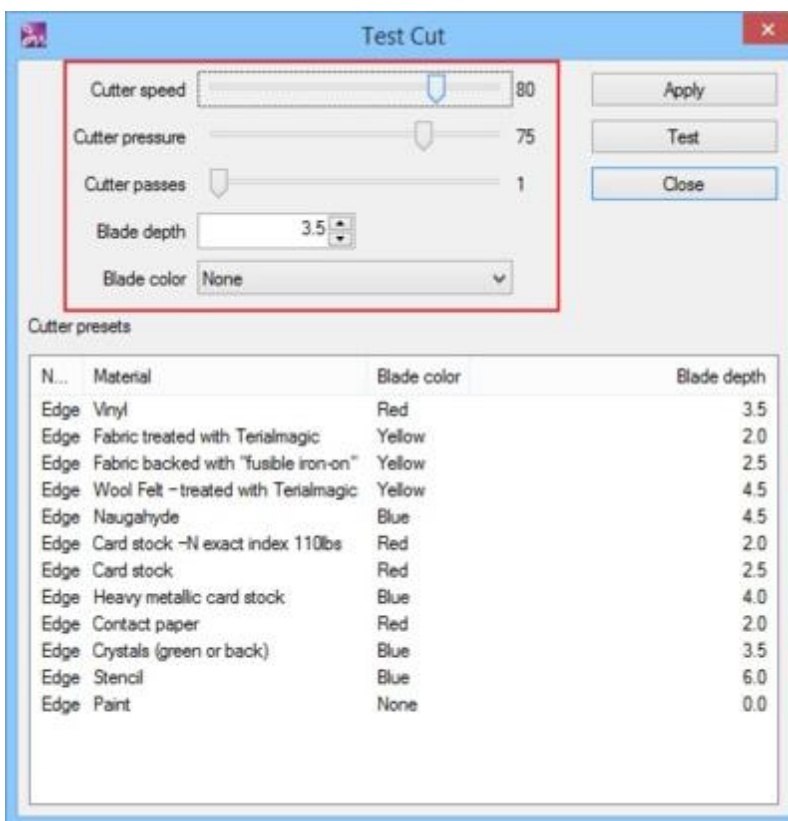 Test Cut
Cutter speed 80 Apply
Cutter pressure 75 Test
Cutter passes 1 Close
Blade depth 3.5
Blade color None
Cutter presets
N... Material Blade color Blade depth
Edge Vinyl Red 3.5
Edge Fabric treated with Terialmagic Yellow 2.0
Edge Fabric backed with "fusible iron-on" Yellow 2.5
Edge Wool Felt - treated with Terialmagic Yellow 4.5
Edge Naugahyde Blue 4.5
Edge Card stock -N exact index 110lbs Red 2.0
Edge Card stock Red 2.5
Edge Heavy metallic card stock Blue 4.0
Edge Contact paper Red 2.0
Edge Crystals (green or back) Blue 3.5
Edge Stencil Blue 6.0
Edge Paint None 0.0